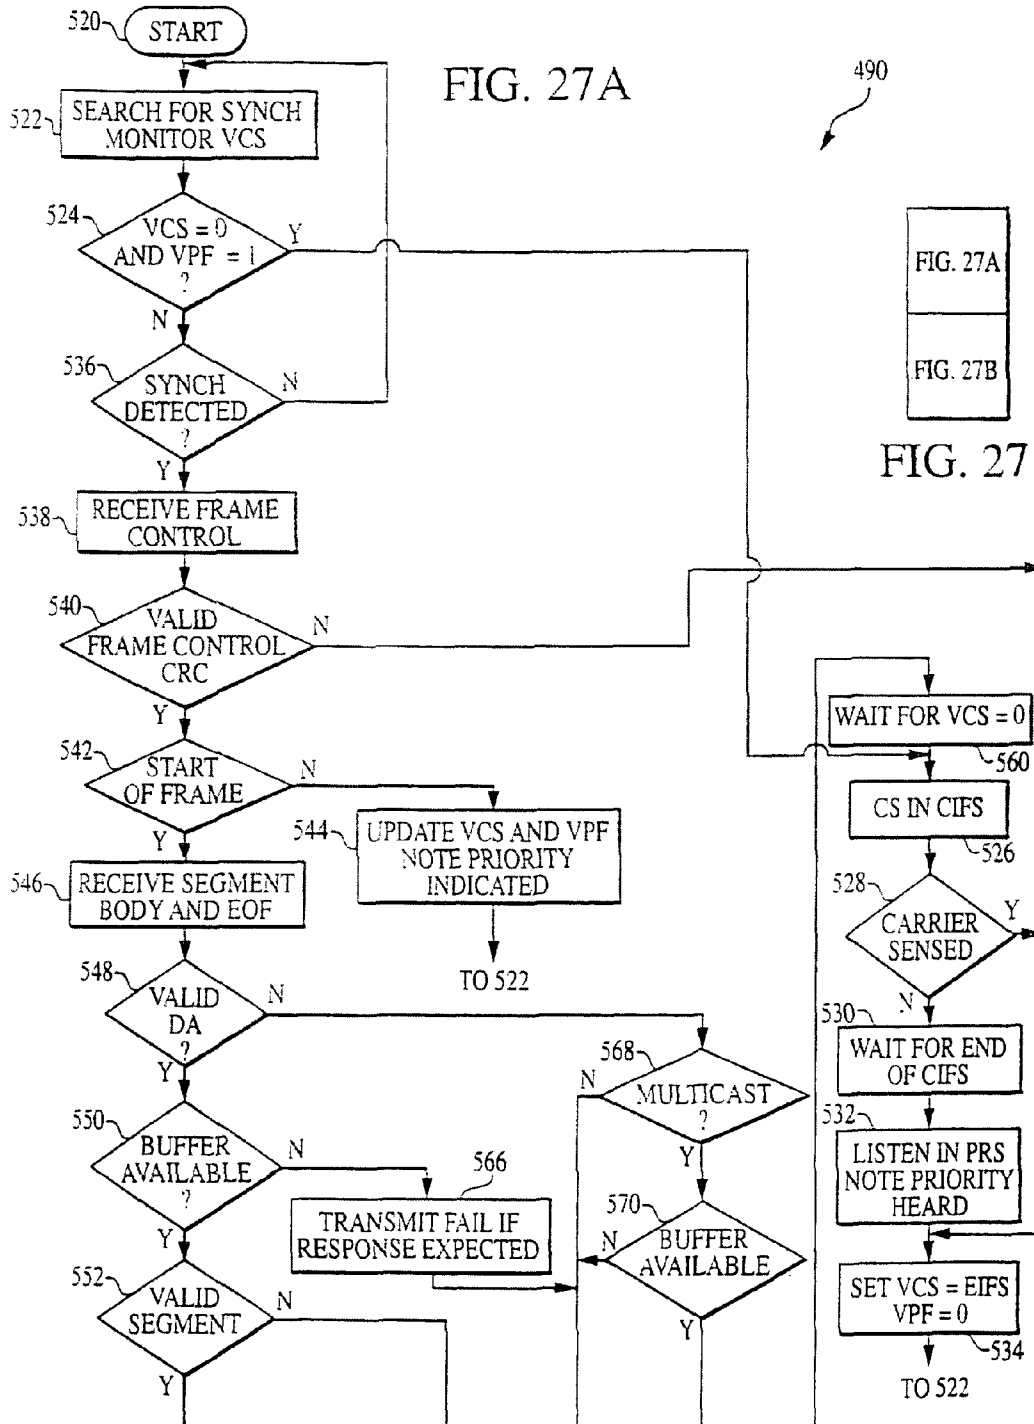 520
START
FIG. 27A
490
522
SEARCH FOR SYNCH
MONITOR VCS
524
VCS = 0
AND VPF = 1
?
Y
N
FIG. 27A
FIG. 27B
FIG. 27
536
SYNCH
DETECTED
?
N
Y
538
RECEIVE FRAME
CONTROL
540
VALID
FRAME CONTROL
CRC
N
Y
542
START
OF FRAME
N
Y
544
UPDATE VCS AND VPF
NOTE PRIORITY
INDICATED
TO 522
546
RECEIVE SEGMENT
BODY AND EOF
548
VALID
DA
?
N
Y
550
BUFFER
AVAILABLE
?
N
Y
566
TRANSMIT FAIL IF
RESPONSE EXPECTED
552
VALID
SEGMENT
N
Y
568
MULTICAST
?
N
Y
570
BUFFER
AVAILABLE
N
Y
WAIT FOR VCS = 0
560
CS IN CIFS
526
528
CARRIER
SENSED
Y
N
530
WAIT FOR END
OF CIFS
532
LISTEN IN PRS
NOTE PRIORITY
HEARD
SET VCS = EIFS
VPF = 0
534
TO 522